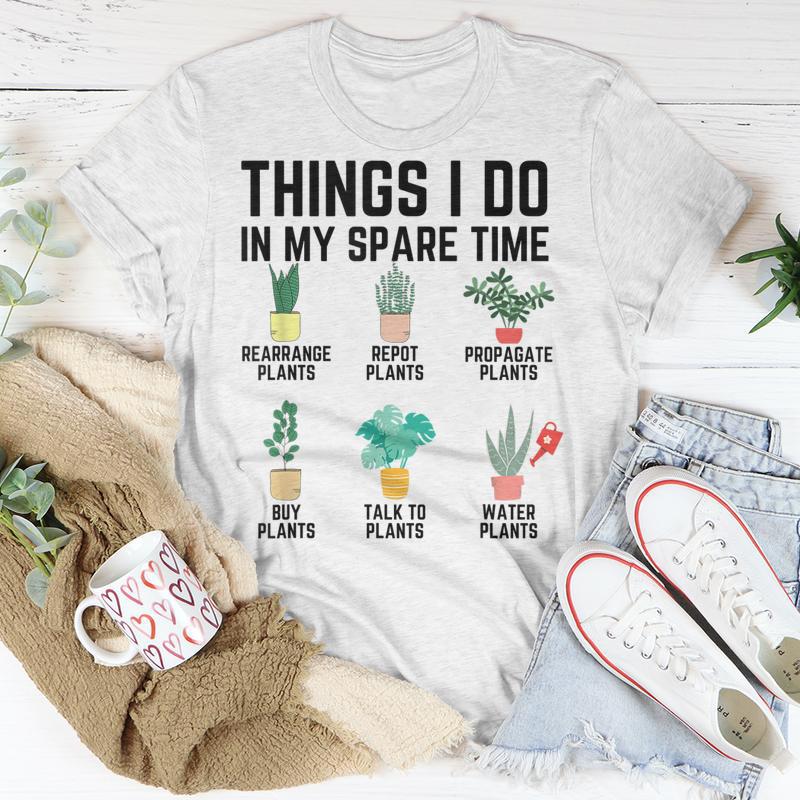 THINGS I DO
IN MY SPARE TIME
REARRANGE
PLANTS
REPOT
PLANTS
PROPAGATE
PLANTS
BUY
PLANTS
TALK TO
PLANTS
WATER
PLANTS